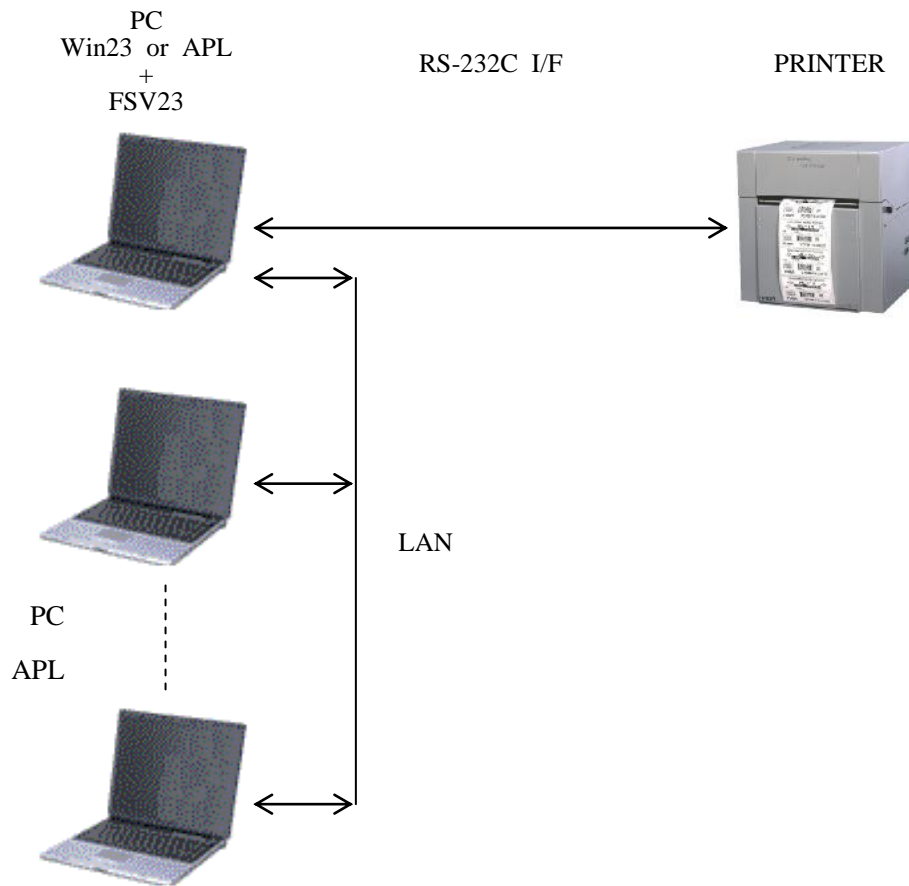 PC
Win23 or APL
+
FSV23
RS-232C I/F
PRINTER
LAN
PC
APL